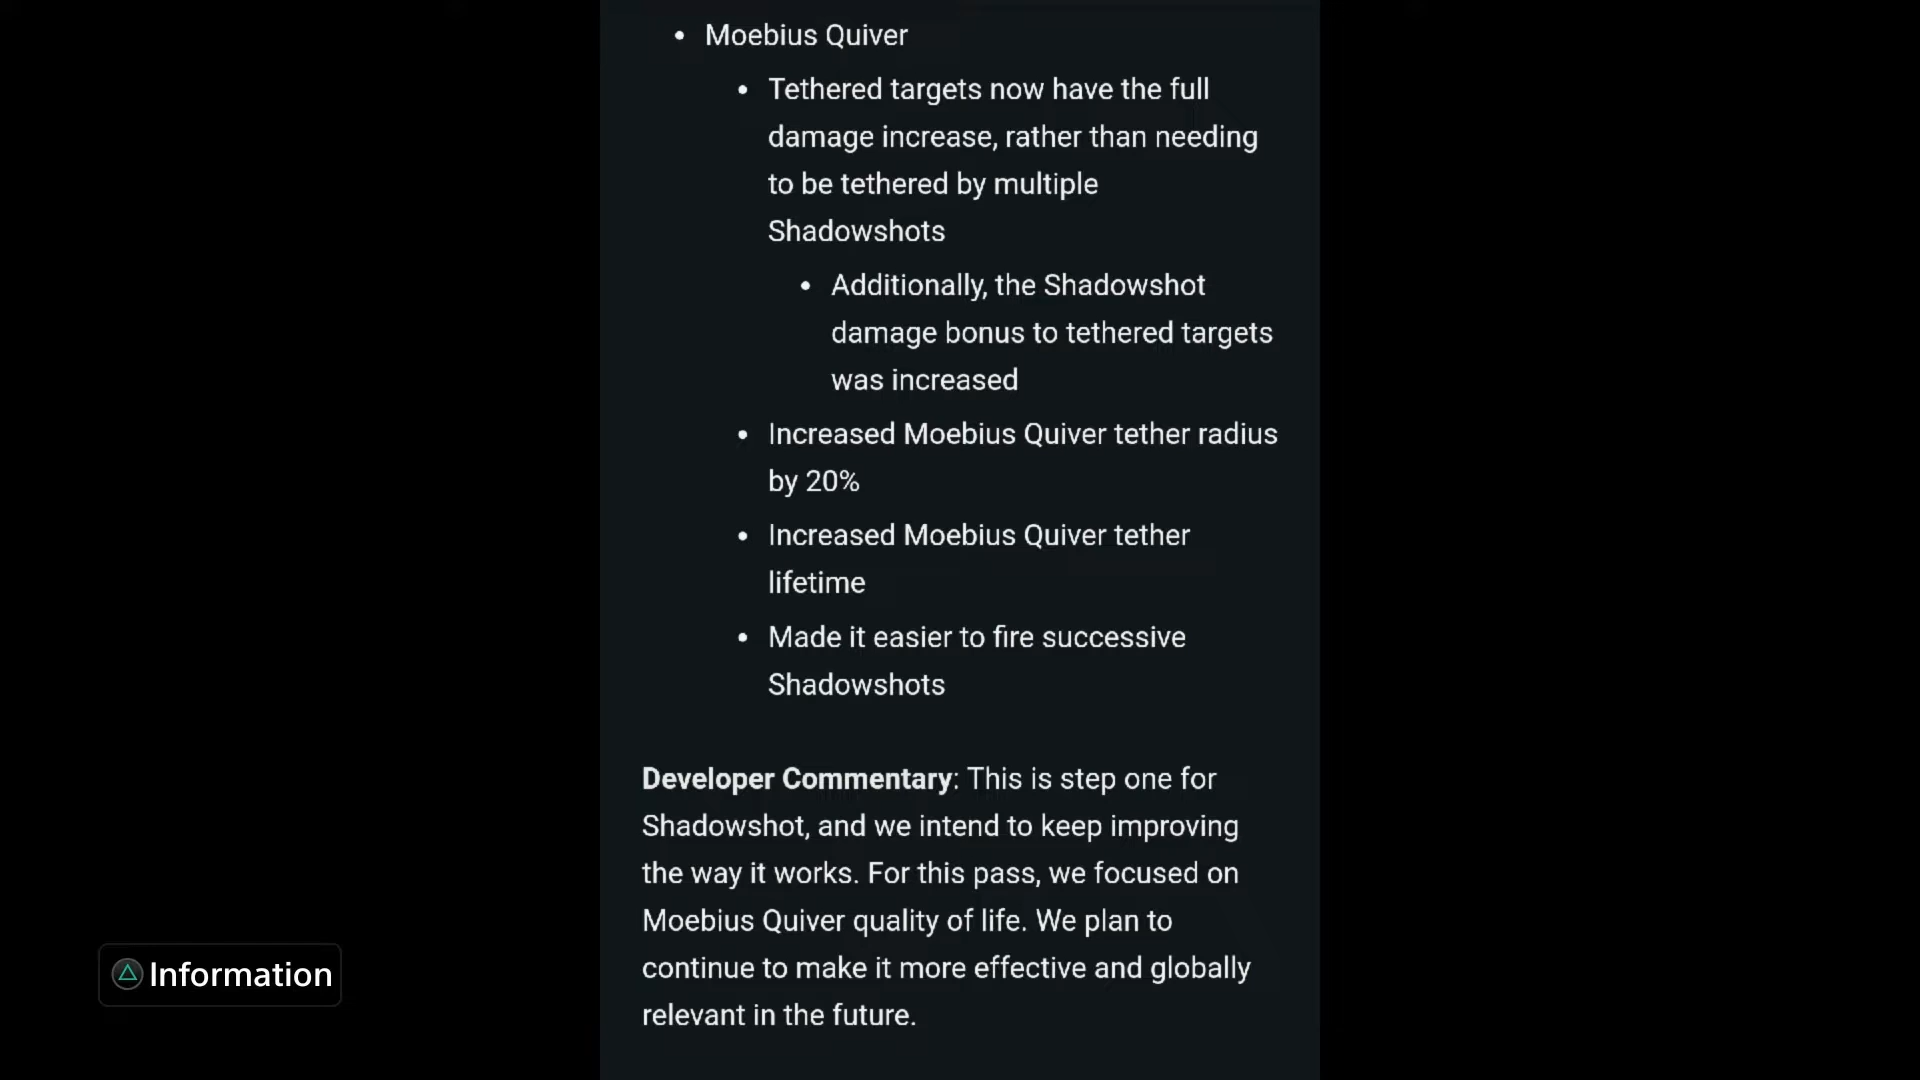 • Moebius Quiver
• Tethered targets now have the full
damage increase, rather than needing
to be tethered by multiple
Shadowshots
• Additionally, the Shadowshot
damage bonus to tethered targets
was increased
• Increased Moebius Quiver tether radius
by 20%
• Increased Moebius Quiver tether
lifetime
• Made it easier to fire successive
Shadowshots
Developer Commentary: This is step one for
Shadowshot, and we intend to keep improving
the way it works. For this pass, we focused on
Moebius Quiver quality of life. We plan to
continue to make it more effective and globally
relevant in the future.
Information